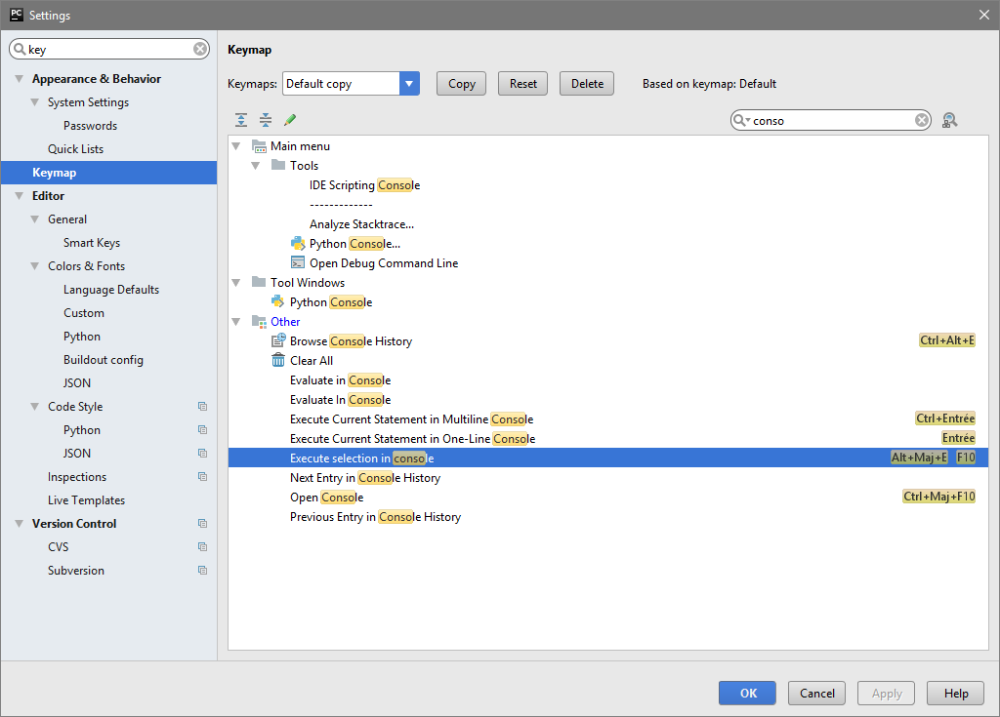 PC Settings
key
Appearance & Behavior
System Settings
Passwords
Quick Lists
Keymap
Editor
General
Smart Keys
Colors & Fonts
Language Defaults
Custom
Python
Buildout config
JSON
Code Style
Python
JSON
Inspections
Live Templates
Version Control
CVS
Subversion
Keymap
Keymaps: Default copy Copy Reset Delete Based on keymap: Default
conso
Main menu
Tools
IDE Scripting Console
-------------
Analyze Stacktrace...
Python Console...
Open Debug Command Line
Tool Windows
Python Console
Other
Browse Console History Ctrl+Alt+E
Clear All
Evaluate in Console
Evaluate In Console
Execute Current Statement in Multiline Console Ctrl+Entrée
Execute Current Statement in One-Line Console Entrée
Execute selection in console Alt+Maj+E F10
Next Entry in Console History
Open Console Ctrl+Maj+F10
Previous Entry in Console History
OK Cancel Apply Help